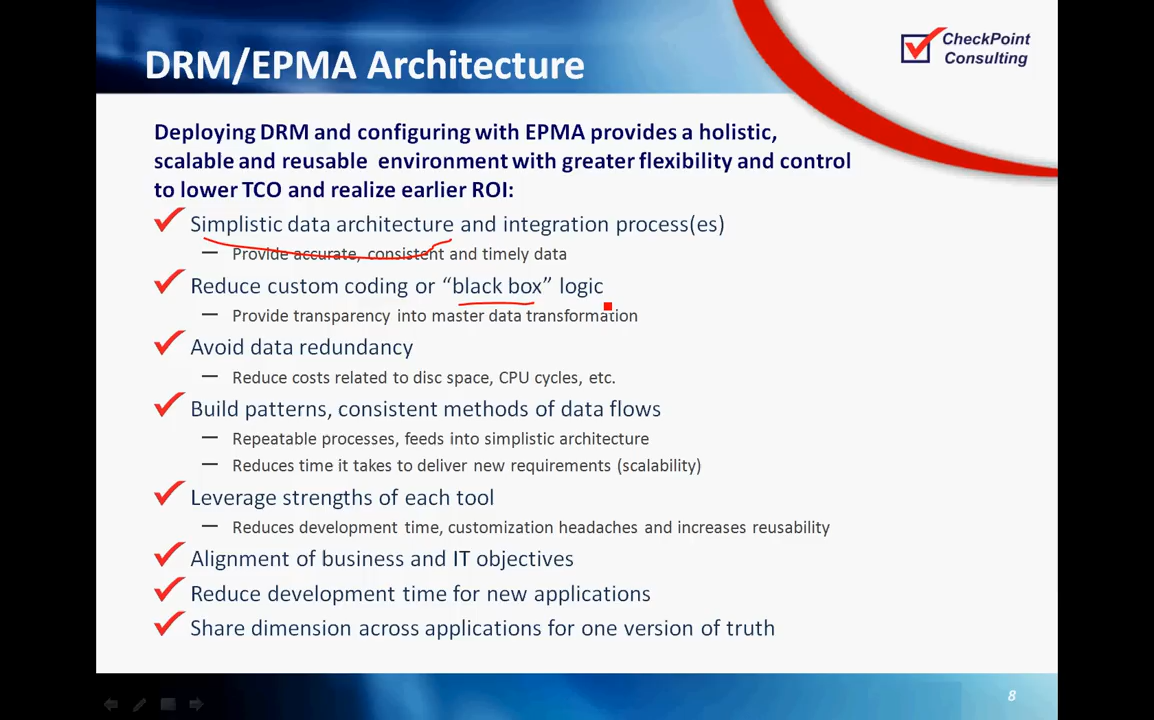 DRM/EPMA Architecture
CheckPoint
Consulting
Deploying DRM and configuring with EPMA provides a holistic,
scalable and reusable environment with greater flexibility and control
to lower TCO and realize earlier ROI:
Simplistic data architecture and integration process(es)
— Provide accurate, consistent and timely data
Reduce custom coding or “black box” logic
— Provide transparency into master data transformation
Avoid data redundancy
— Reduce costs related to disc space, CPU cycles, etc.
Build patterns, consistent methods of data flows
— Repeatable processes, feeds into simplistic architecture
— Reduces time it takes to deliver new requirements (scalability)
Leverage strengths of each tool
— Reduces development time, customization headaches and increases reusability
Alignment of business and IT objectives
Reduce development time for new applications
Share dimension across applications for one version of truth
8